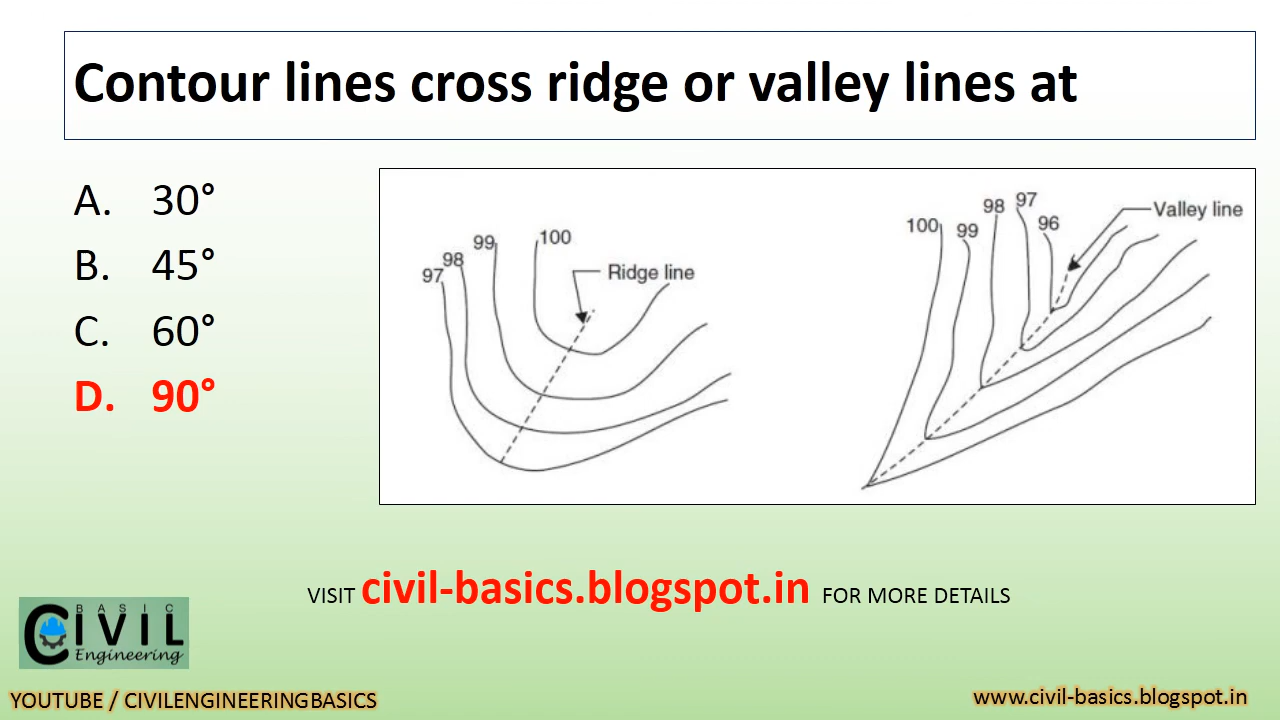 Contour lines cross ridge or valley lines at
A. 30°
B. 45°
C. 60°
D. 90°
97 98 99 100
Ridge line
100 99 98 97 96
Valley line
VISIT civil-basics.blogspot.in FOR MORE DETAILS
BASIC
CIVIL
Engineering
YOUTUBE / CIVILENGINEERINGBASICS
www.civil-basics.blogspot.in